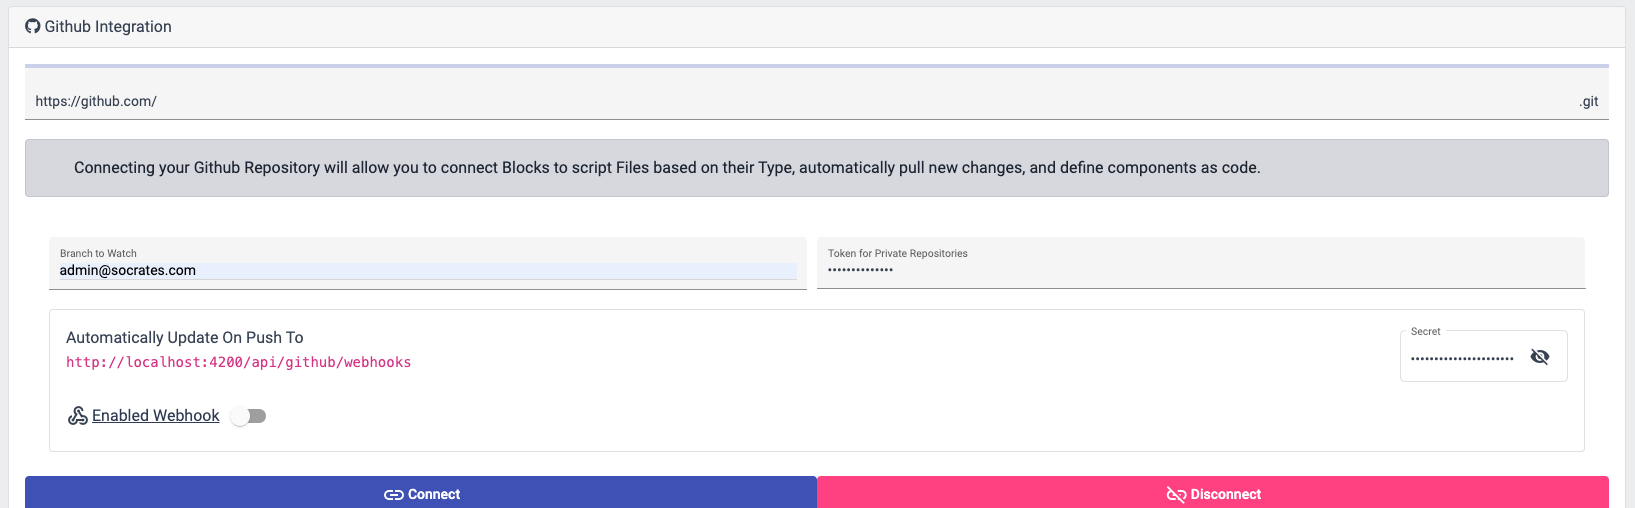 Github Integration
https://github.com/ .git
Connecting your Github Repository will allow you to connect Blocks to script Files based on their Type, automatically pull new changes, and define components as code.
Branch to Watch
admin@socrates.com
Token for Private Repositories
••••••••••••••
Automatically Update On Push To
http://localhost:4200/api/github/webhooks
Secret
••••••••••••••••••••••
Enabled Webhook
Connect
Disconnect